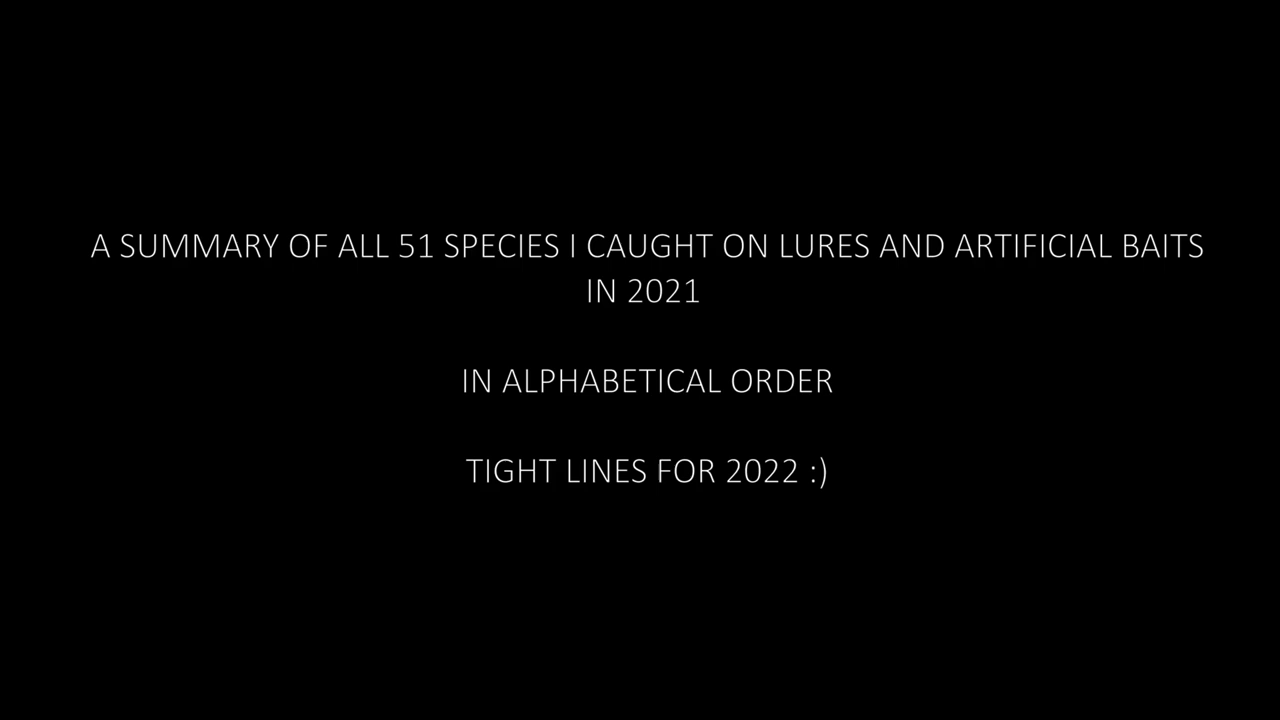 A SUMMARY OF ALL 51 SPECIES I CAUGHT ON LURES AND ARTIFICIAL BAITS
IN 2021
IN ALPHABETICAL ORDER
TIGHT LINES FOR 2022 :)